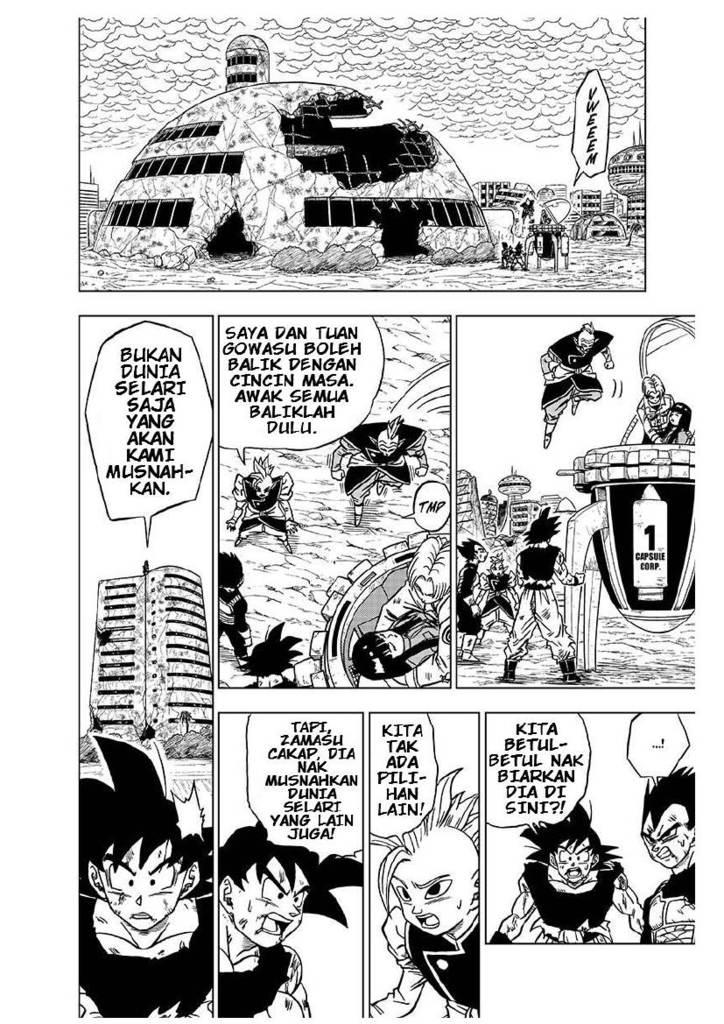 VWEEEM
1
CAPSULE
CORP.
TMP
SAYA DAN TUAN
GOWASU BOLEH
BALIK DENGAN
CINCIN MASA.
AWAK SEMUA
BALIKLAH
DULU.
...!
KITA
BETUL-
BETUL NAK
BIARKAN
DIA DI
SINI?!
KITA
TAK
ADA
PILI-
HAN
LAIN!
TAPI,
ZAMASU
CAKAP, DIA
NAK
MUSNAHKAN
DUNIA
SELARI
YANG LAIN
JUGA!
BUKAN
DUNIA
SELARI
SAJA
YANG
AKAN
KAMI
MUSNAH-
KAN.